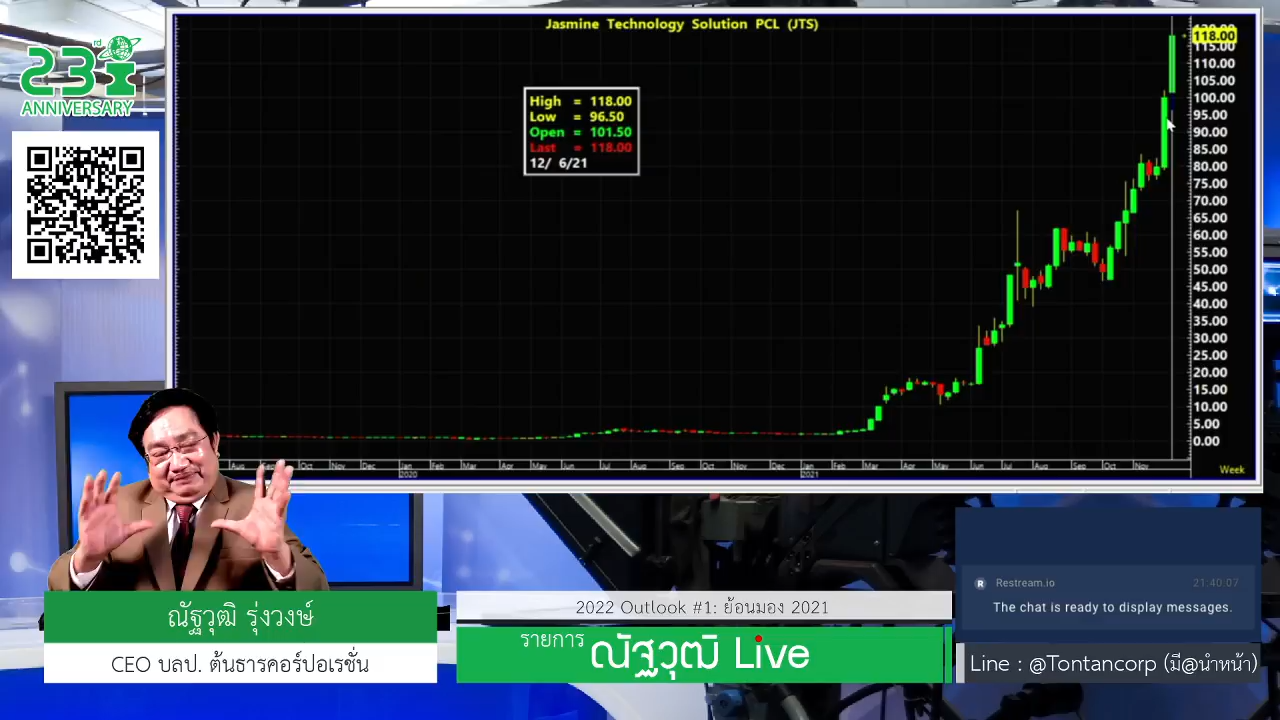 Jasmine Technology Solution PCL (JTS)
23rd
ANNIVERSARY
High = 118.00
Low = 96.50
Open = 101.50
Last = 118.00
12/ 6/21
118.00
115.00
110.00
105.00
100.00
95.00
90.00
85.00
80.00
75.00
70.00
65.00
60.00
55.00
50.00
45.00
40.00
35.00
30.00
25.00
20.00
15.00
10.00
5.00
0.00
Aug Sep Oct Nov Dec Jan Feb Mar Apr May Jun Jul Aug Sep Oct Nov Dec Jan Feb Mar Apr May Jun Jul Aug Sep Oct Nov
2020 2021
Week
ณัฐวุฒิ รุ่งวงษ์
CEO บลป. ต้นธารคอร์ปอเรชั่น
2022 Outlook #1: ย้อนมอง 2021
รายการ
ณัฐวุฒิ Live
R Restream.io 21:40:07
The chat is ready to display messages.
Line : @Tontancorp (มี@นำหน้า)